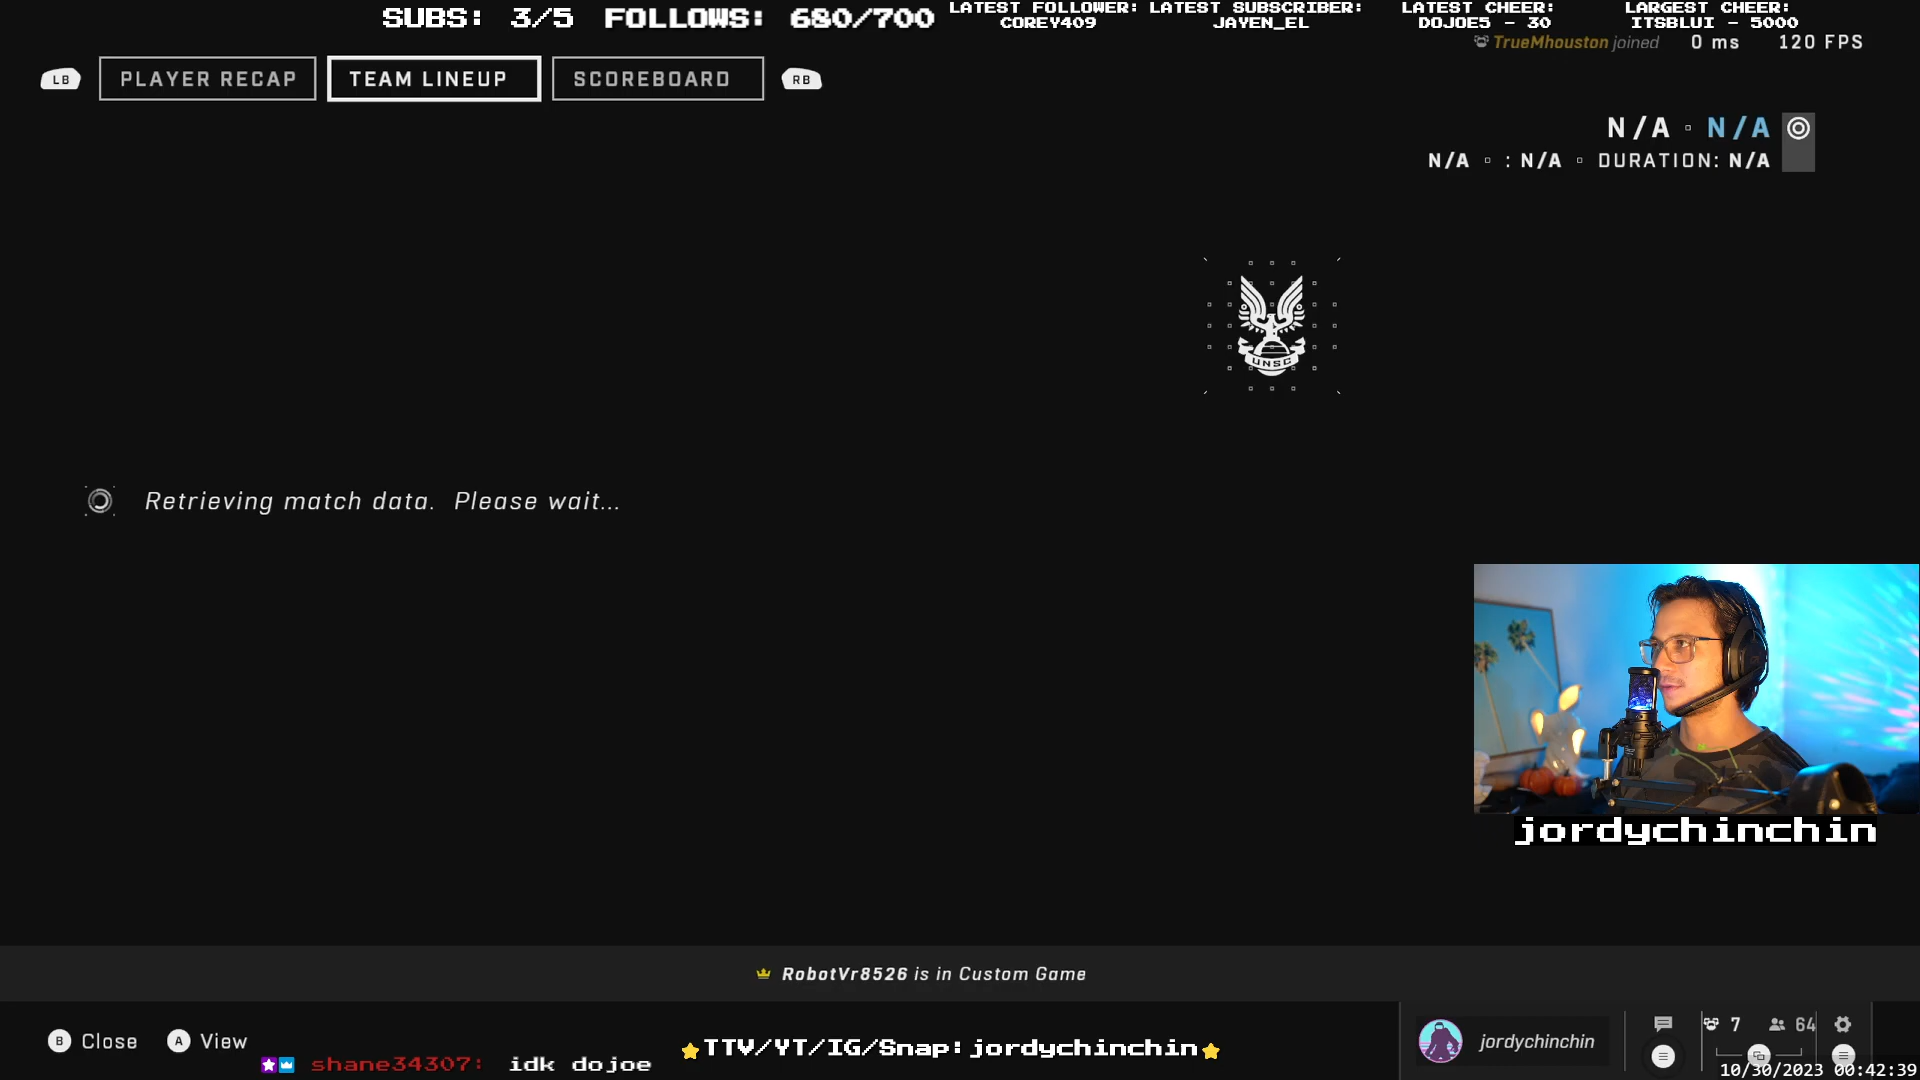 SUBS: 3/5 FOLLOWS: 680/700
LATEST FOLLOWER:
COREY409
LATEST SUBSCRIBER:
JAYEN_EL
LATEST CHEER:
DOJOE5 - 30
LARGEST CHEER:
ITSBLUI - 5000
TrueMhouston joined 0 ms 120 FPS
LB PLAYER RECAP TEAM LINEUP SCOREBOARD RB
N/A ▫ N/A
N/A ▫ : N/A ▫ DURATION: N/A
UNSC
Retrieving match data. Please wait...
jordychinchin
RobotVr8526 is in Custom Game
B Close A View
shane34307: idk dojoe
TTV/YT/IG/Snap: jordychinchin
jordychinchin
7 64
10/30/2023 00:42:39